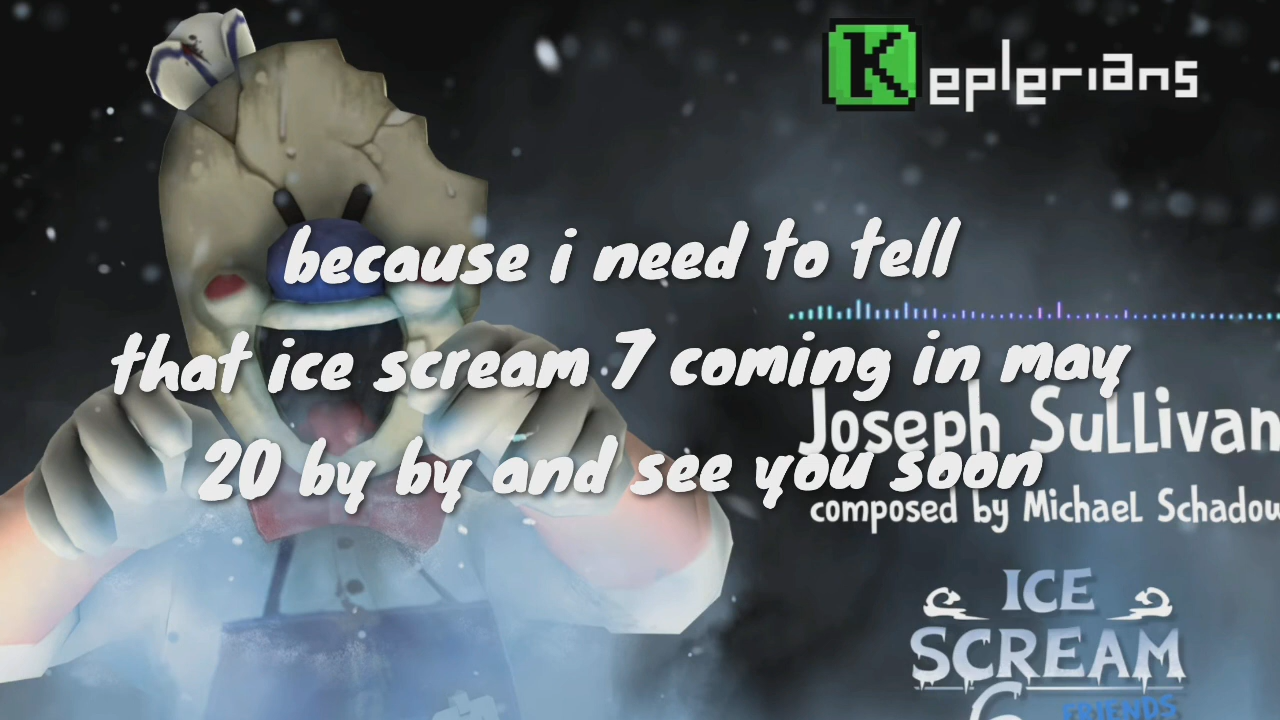 Keplerians
because i need to tell
that ice scream 7 coming in may
20 by by and see you soon
Joseph Sullivan
composed by Michael Schadow
ICE
SCREAM
6 FRIENDS